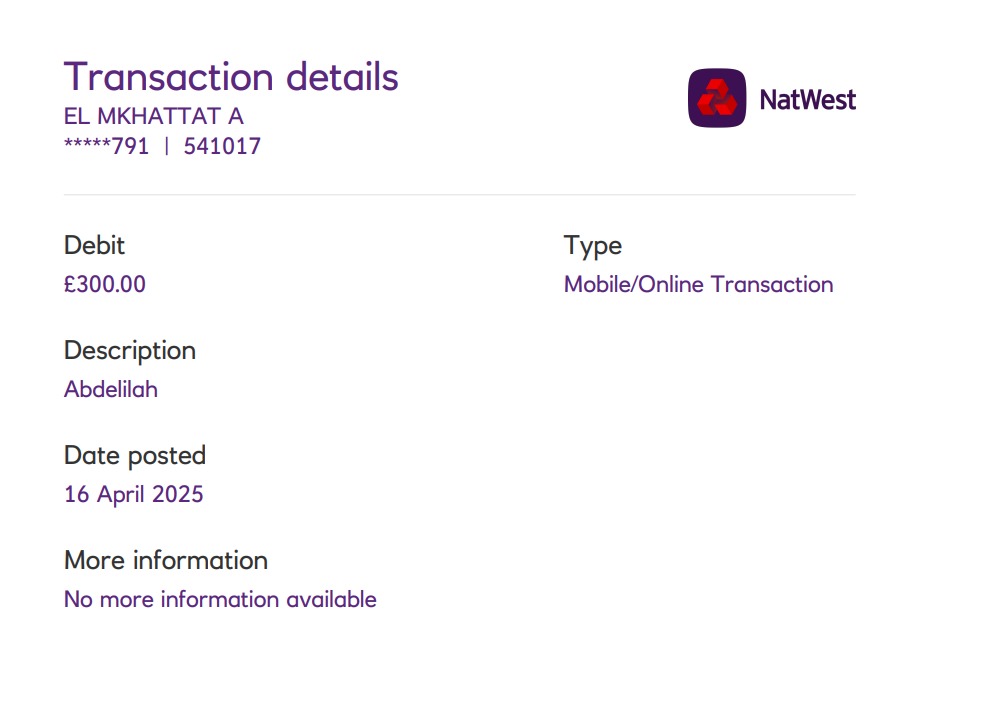 Transaction details
EL MKHATTAT A
*****791 | 541017
NatWest
Debit
£300.00
Type
Mobile/Online Transaction
Description
Abdelilah
Date posted
16 April 2025
More information
No more information available